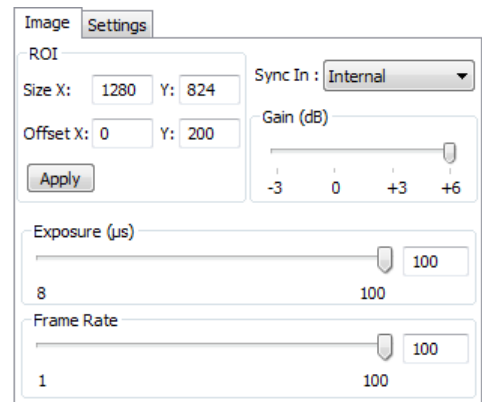 Image Settings
ROI
Size X: 1280 Y: 824
Offset X: 0 Y: 200
Apply
Sync In : Internal
Gain (dB)
-3 0 +3 +6
Exposure (µs)
100
8 100
Frame Rate
100
1 100